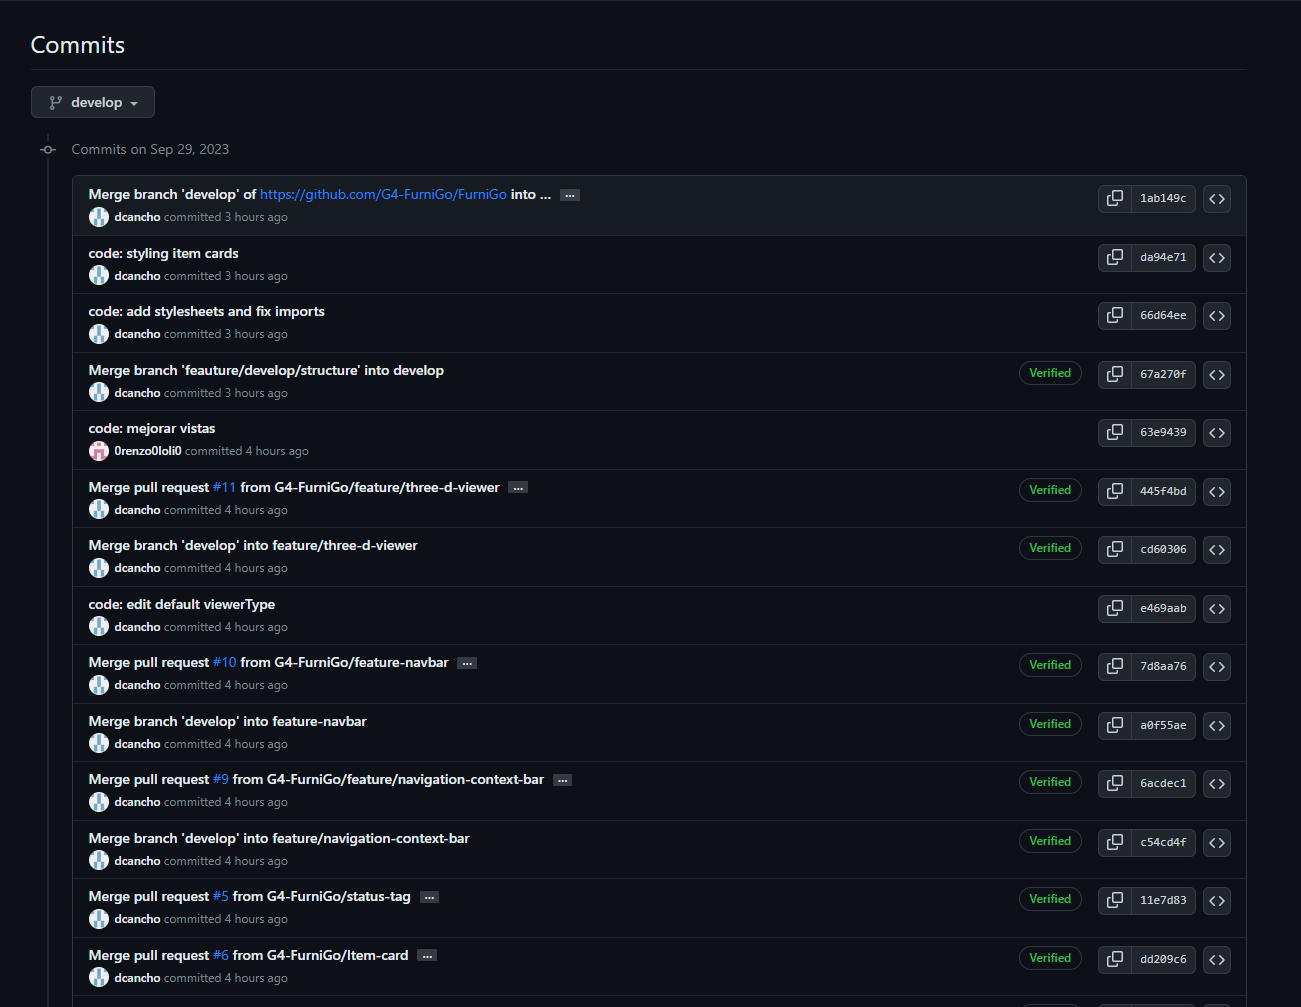 Commits
develop
Commits on Sep 29, 2023
Merge branch 'develop' of https://github.com/G4-FurniGo/FurniGo into ... ...
1ab149c
dcancho committed 3 hours ago
code: styling item cards
da94e71
dcancho committed 3 hours ago
code: add stylesheets and fix imports
66d64ee
dcancho committed 3 hours ago
Merge branch 'feauture/develop/structure' into develop
Verified 67a270f
dcancho committed 3 hours ago
code: mejorar vistas
63e9439
0renzo0loli0 committed 4 hours ago
Merge pull request #11 from G4-FurniGo/feature/three-d-viewer ...
Verified 445f4bd
dcancho committed 4 hours ago
Merge branch 'develop' into feature/three-d-viewer
Verified cd60306
dcancho committed 4 hours ago
code: edit default viewerType
e469aab
dcancho committed 4 hours ago
Merge pull request #10 from G4-FurniGo/feature-navbar ...
Verified 7d8aa76
dcancho committed 4 hours ago
Merge branch 'develop' into feature-navbar
Verified a0f55ae
dcancho committed 4 hours ago
Merge pull request #9 from G4-FurniGo/feature/navigation-context-bar ...
Verified 6acdec1
dcancho committed 4 hours ago
Merge branch 'develop' into feature/navigation-context-bar
Verified c54cd4f
dcancho committed 4 hours ago
Merge pull request #5 from G4-FurniGo/status-tag ...
Verified 11e7d83
dcancho committed 4 hours ago
Merge pull request #6 from G4-FurniGo/Item-card ...
Verified dd209c6
dcancho committed 4 hours ago